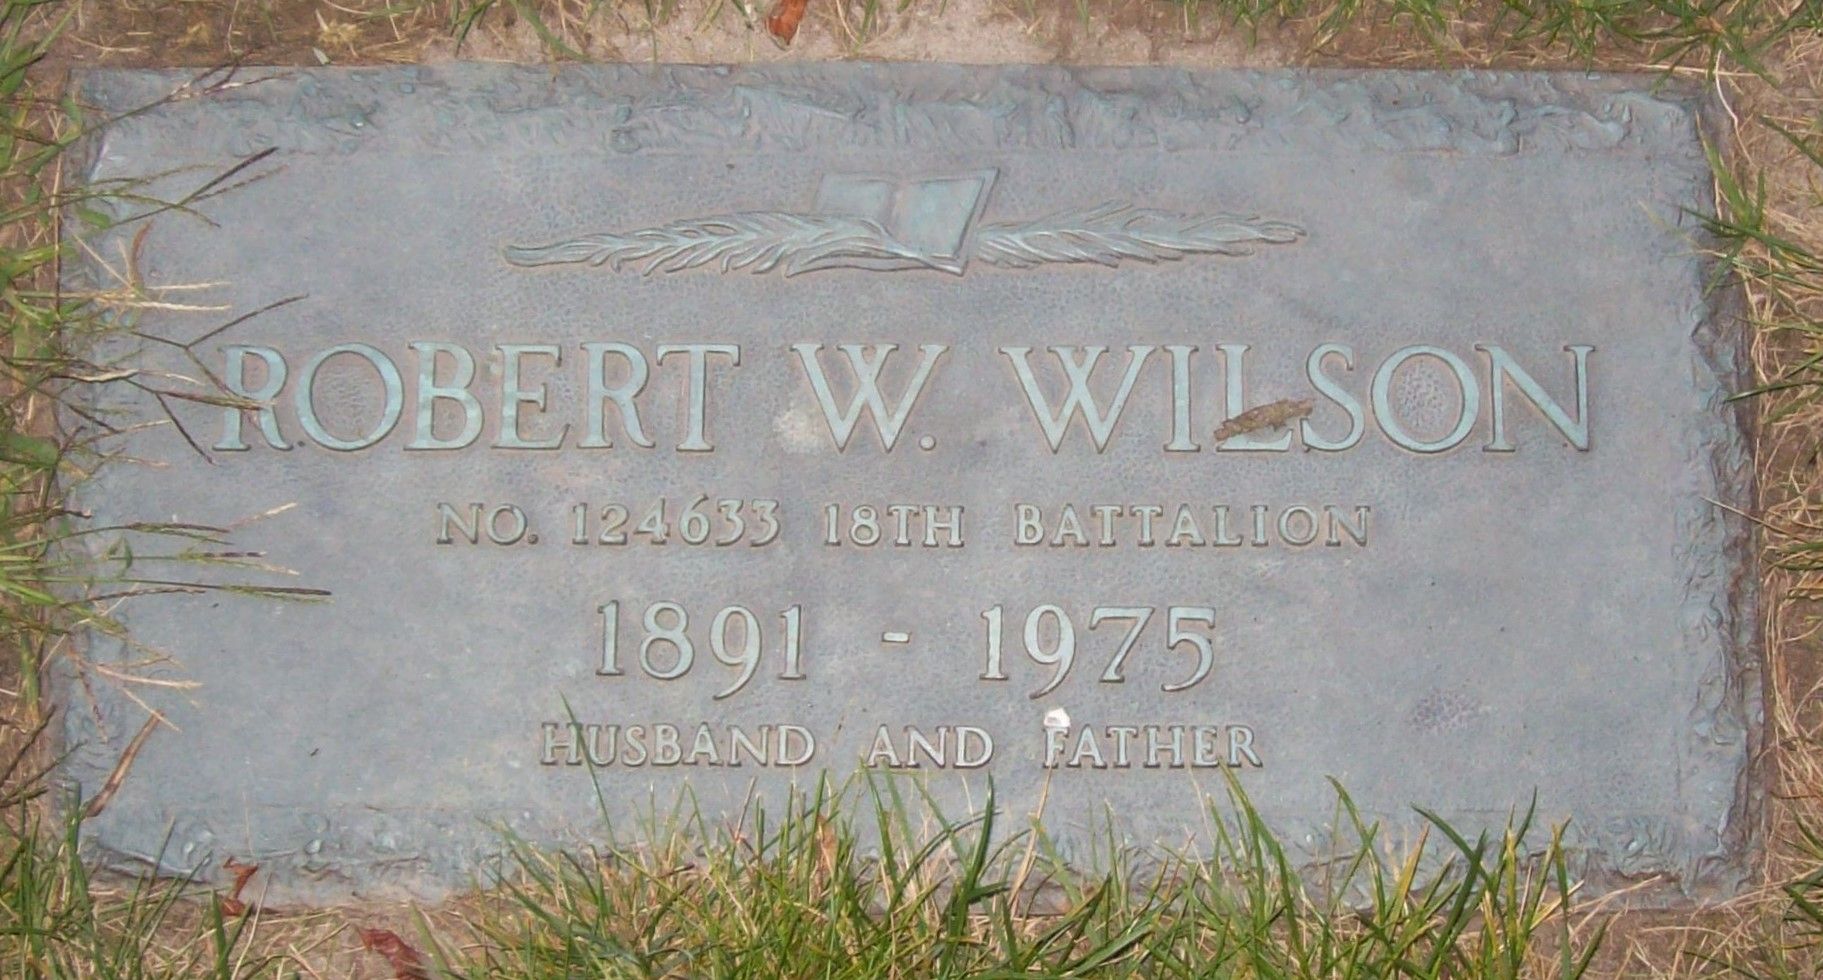 ROBERT W. WILSON
NO. 124633 18TH BATTALION
1891 - 1975
HUSBAND AND FATHER